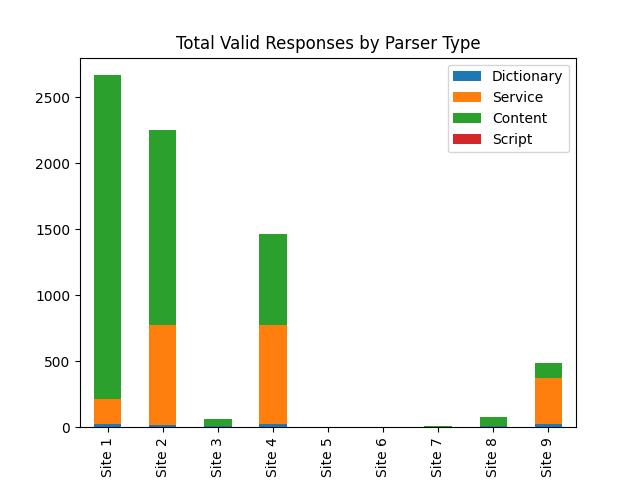 Total Valid Responses by Parser Type
Dictionary
Service
Content
Script
2500
2000
1500
1000
500
0
Site 1
Site 2
Site 3
Site 4
Site 5
Site 6
Site 7
Site 8
Site 9